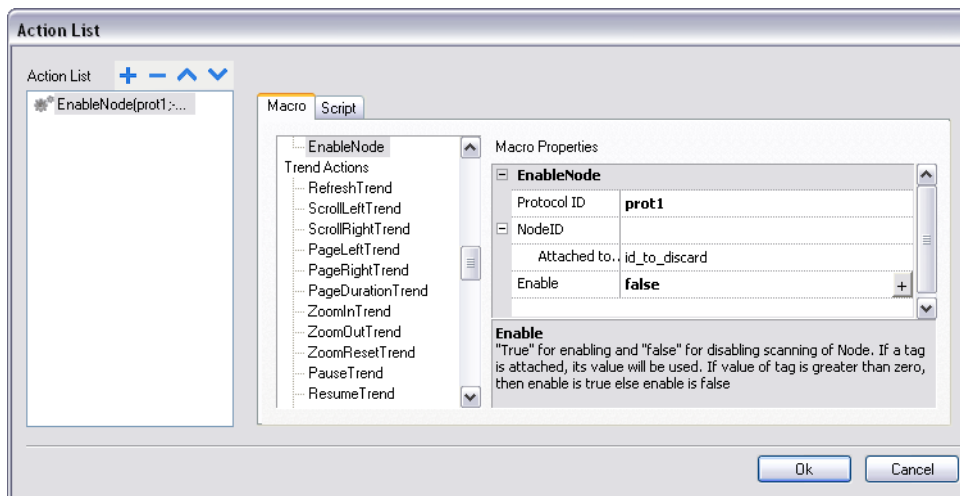 Action List
Action List
EnableNode(prot1;-...
Macro
Script
EnableNode
Trend Actions
RefreshTrend
ScrollLeftTrend
ScrollRightTrend
PageLeftTrend
PageRightTrend
PageDurationTrend
ZoomInTrend
ZoomOutTrend
ZoomResetTrend
PauseTrend
ResumeTrend
Macro Properties
EnableNode
Protocol ID prot1
NodeID
Attached to.. id_to_discard
Enable false +
Enable
"True" for enabling and "false" for disabling scanning of Node. If a tag
is attached, its value will be used. If value of tag is greater than zero,
then enable is true else enable is false
Ok
Cancel